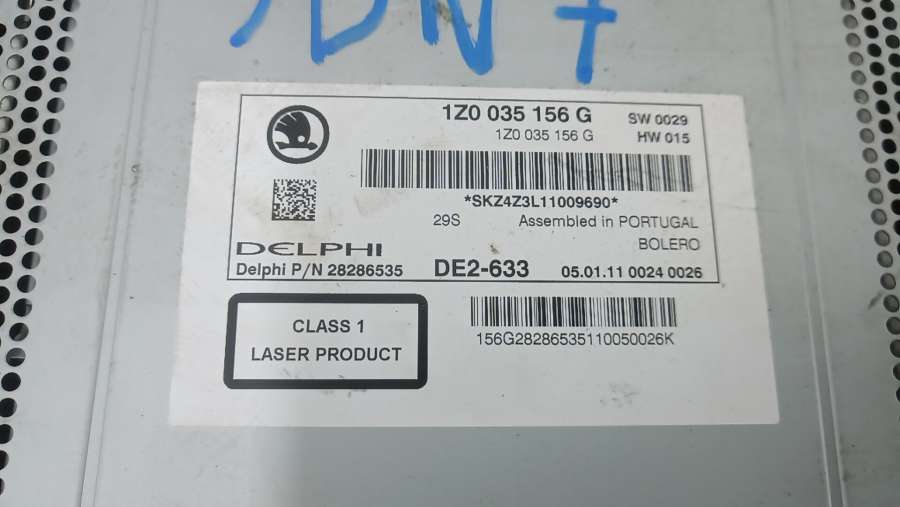 1Z0 035 156 G SW 0029
1Z0 035 156 G HW 015
*SKZ4Z3L11009690*
29S Assembled in PORTUGAL
BOLERO
DELPHI
Delphi P/N 28286535 DE2-633 05.01.11 0024 0026
CLASS 1
LASER PRODUCT
156G28286535110050026K